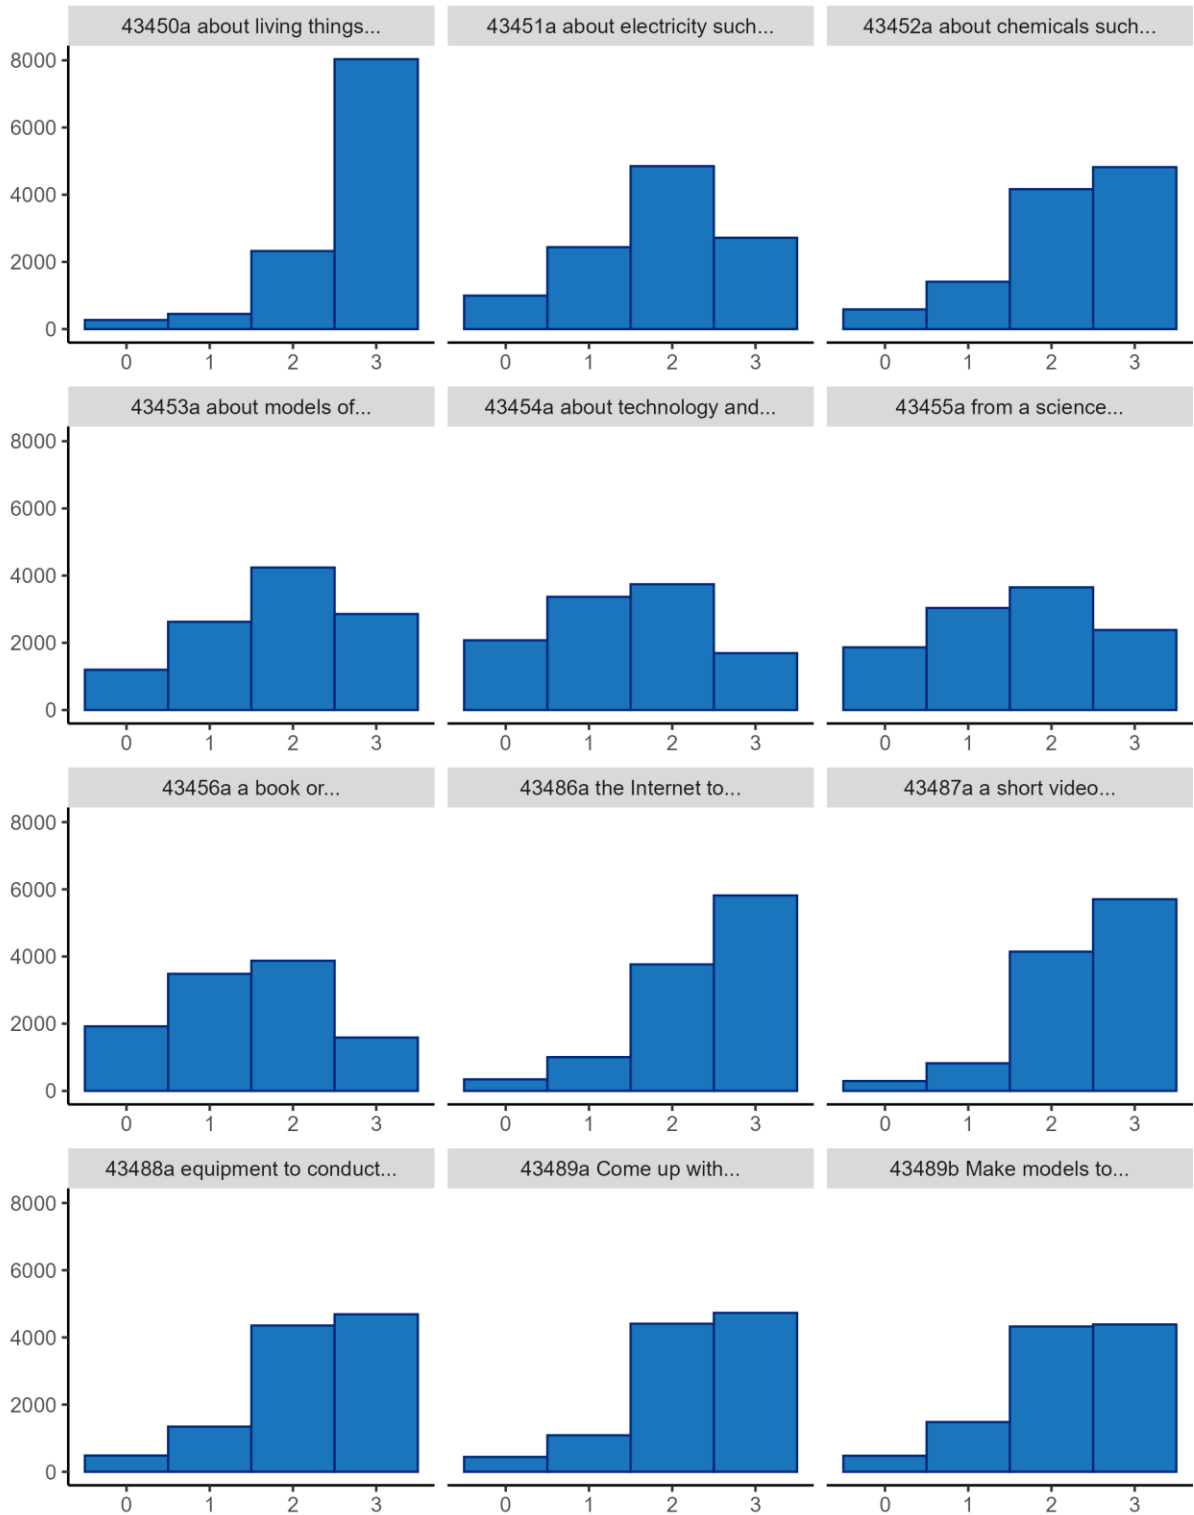 43450a about living things... 43451a about electricity such... 43452a about chemicals such...
8000
6000
4000
2000
0
0 1 2 3 0 1 2 3 0 1 2 3
43453a about models of... 43454a about technology and... 43455a from a science...
8000
6000
4000
2000
0
0 1 2 3 0 1 2 3 0 1 2 3
43456a a book or... 43486a the Internet to... 43487a a short video...
8000
6000
4000
2000
0
0 1 2 3 0 1 2 3 0 1 2 3
43488a equipment to conduct... 43489a Come up with... 43489b Make models to...
8000
6000
4000
2000
0
0 1 2 3 0 1 2 3 0 1 2 3